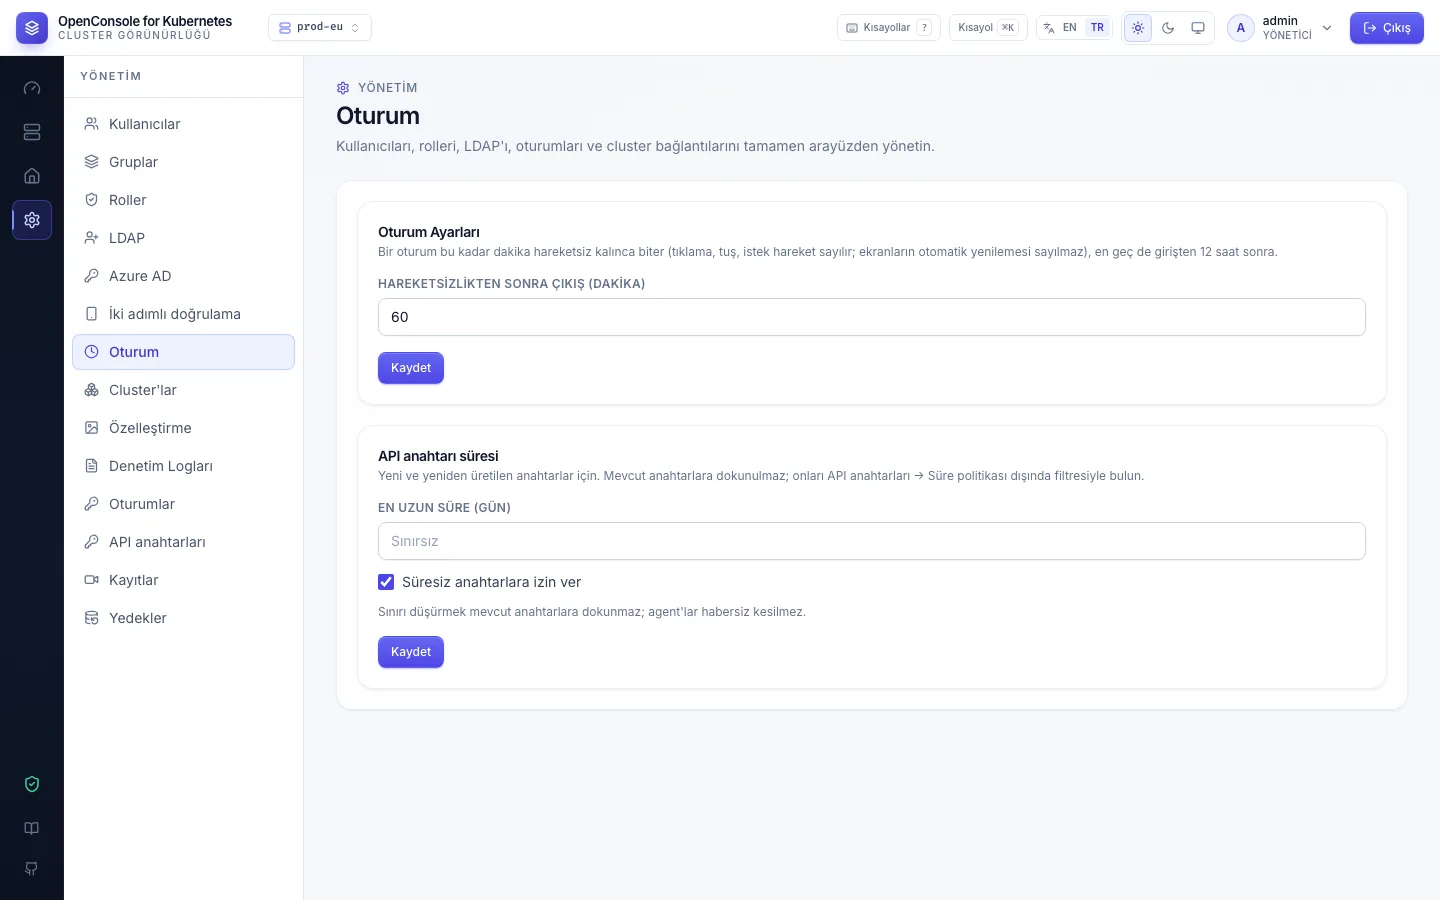 OpenConsole for Kubernetes
CLUSTER GÖRÜNÜRLÜĞÜ
prod-eu
Kısayollar ?
Kısayol ⌘K
EN TR
A
admin
YÖNETİCİ
Çıkış
YÖNETİM
Kullanıcılar
Gruplar
Roller
LDAP
Azure AD
İki adımlı doğrulama
Oturum
Cluster'lar
Özelleştirme
Denetim Logları
Oturumlar
API anahtarları
Kayıtlar
Yedekler
YÖNETİM
Oturum
Kullanıcıları, rolleri, LDAP'ı, oturumları ve cluster bağlantılarını tamamen arayüzden yönetin.
Oturum Ayarları
Bir oturum bu kadar dakika hareketsiz kalınca biter (tıklama, tuş, istek hareket sayılır; ekranların otomatik yenilemesi sayılmaz), en geç de girişten 12 saat sonra.
HAREKETSİZLİKTEN SONRA ÇIKIŞ (DAKİKA)
60
Kaydet
API anahtarı süresi
Yeni ve yeniden üretilen anahtarlar için. Mevcut anahtarlara dokunulmaz; onları API anahtarları → Süre politikası dışında filtresiyle bulun.
EN UZUN SÜRE (GÜN)
Sınırsız
Süresiz anahtarlara izin ver
Sınırı düşürmek mevcut anahtarlara dokunmaz; agent'lar habersiz kesilmez.
Kaydet